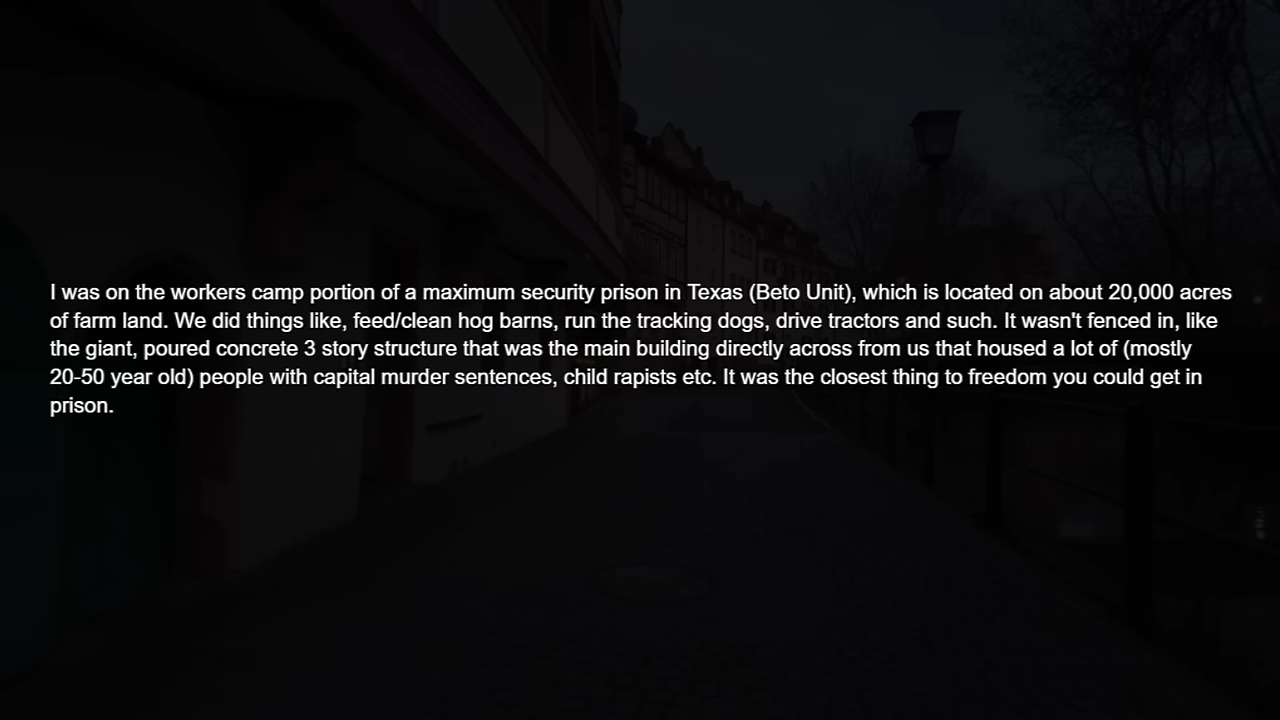 I was on the workers camp portion of a maximum security prison in Texas (Beto Unit), which is located on about 20,000 acres
of farm land. We did things like, feed/clean hog barns, run the tracking dogs, drive tractors and such. It wasn't fenced in, like
the giant, poured concrete 3 story structure that was the main building directly across from us that housed a lot of (mostly
20-50 year old) people with capital murder sentences, child rapists etc. It was the closest thing to freedom you could get in
prison.